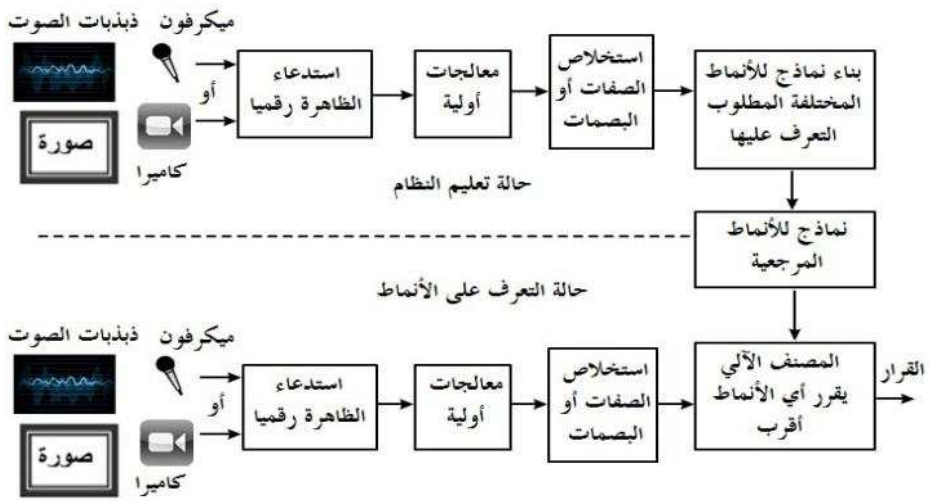 ذبذبات الصوت
ميكرفون
صورة
أو
كاميرا
استدعاء
الظاهرة رقميا
معالجات
أولية
استخلاص
الصفات أو
البصمات
بناء نماذج للأنماط
المختلفة المطلوب
التعرف عليها
حالة تعليم النظام
نماذج للأنماط
المرجعية
حالة التعرف على الأنماط
ذبذبات الصوت
ميكرفون
صورة
أو
كاميرا
استدعاء
الظاهرة رقميا
معالجات
أولية
استخلاص
الصفات أو
البصمات
المصنف الآلي
يقرر أي الأنماط
أقرب
القرار